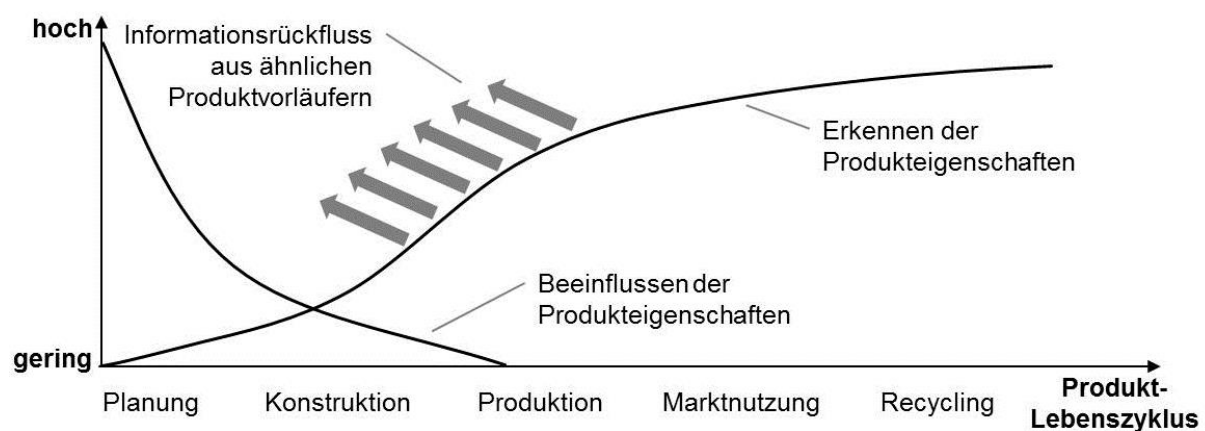 hoch
Informationsrückfluss
aus ähnlichen
Produktvorläufern
Erkennen der
Produkteigenschaften
Beeinflussen der
Produkteigenschaften
gering
Planung Konstruktion Produktion Marktnutzung Recycling
Produkt-
Lebenszyklus